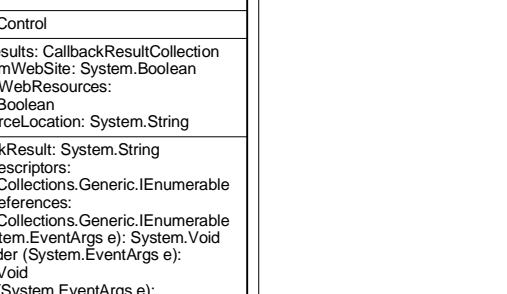 Control
sults: CallbackResultCollection
mWebSite: System.Boolean
WebResources:
Boolean
rceLocation: System.String
kResult: System.String
escriptors:
Collections.Generic.IEnumerable
eferences:
Collections.Generic.IEnumerable
tem.EventArgs e): System.Void
der (System.EventArgs e):
Void
(System.EventArgs e):